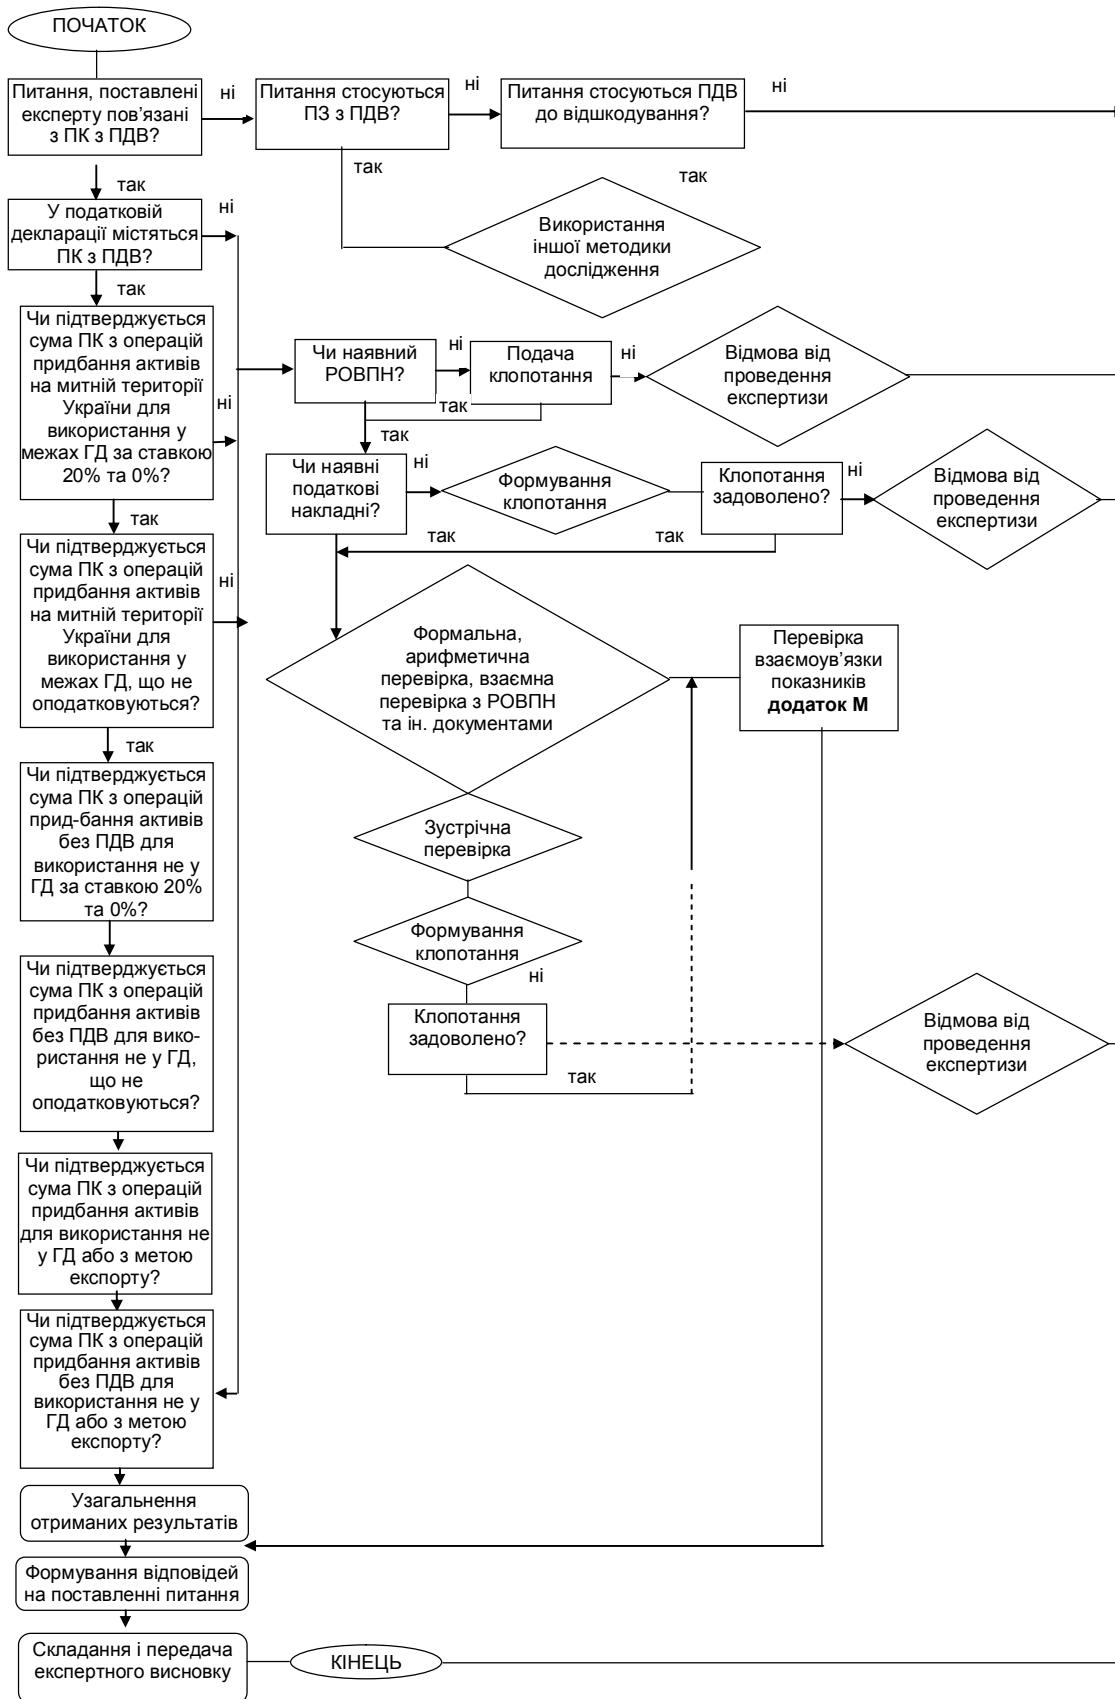 ПОЧАТОК
Питання, поставлені
експерту пов’язані
з ПК з ПДВ?
ні
Питання стосуються
ПЗ з ПДВ?
ні
Питання стосуються ПДВ
до відшкодування?
ні
так
так
так
У податковій
декларації містяться
ПК з ПДВ?
ні
Використання
іншої методики
дослідження
так
Чи підтверджується
сума ПК з операцій
придбання активів
на митній території
України для
використання у
межах ГД за ставкою
20% та 0%?
ні
Чи наявний
РОВПН?
ні
Подача
клопотання
ні
Відмова від
проведення
експертизи
так
так
Чи наявні
податкові
накладні?
ні
Формування
клопотання
Клопотання
задоволено?
ні
Відмова від
проведення
експертизи
так
так
так
Чи підтверджується
сума ПК з операцій
придбання активів
на митній території
України для
використання у
межах ГД, що не
оподатковуються?
ні
Формальна,
арифметична
перевірка, взаємна
перевірка з РОВПН
та ін. документами
Перевірка
взаємоув’язки
показників
додаток М
так
Чи підтверджується
сума ПК з операцій
прид-бання активів
без ПДВ для
використання не у
ГД за ставкою 20%
та 0%?
Зустрічна
перевірка
Формування
клопотання
ні
Клопотання
задоволено?
так
Відмова від
проведення
експертизи
Чи підтверджується
сума ПК з операцій
придбання активів
без ПДВ для вико-
ристання не у ГД,
що не
оподатковуються?
Чи підтверджується
сума ПК з операцій
придбання активів
для використання не
у ГД або з метою
експорту?
Чи підтверджується
сума ПК з операцій
придбання активів
без ПДВ для
використання не у
ГД або з метою
експорту?
Узагальнення
отриманих результатів
Формування відповідей
на поставленні питання
Складання і передача
експертного висновку
КІНЕЦЬ